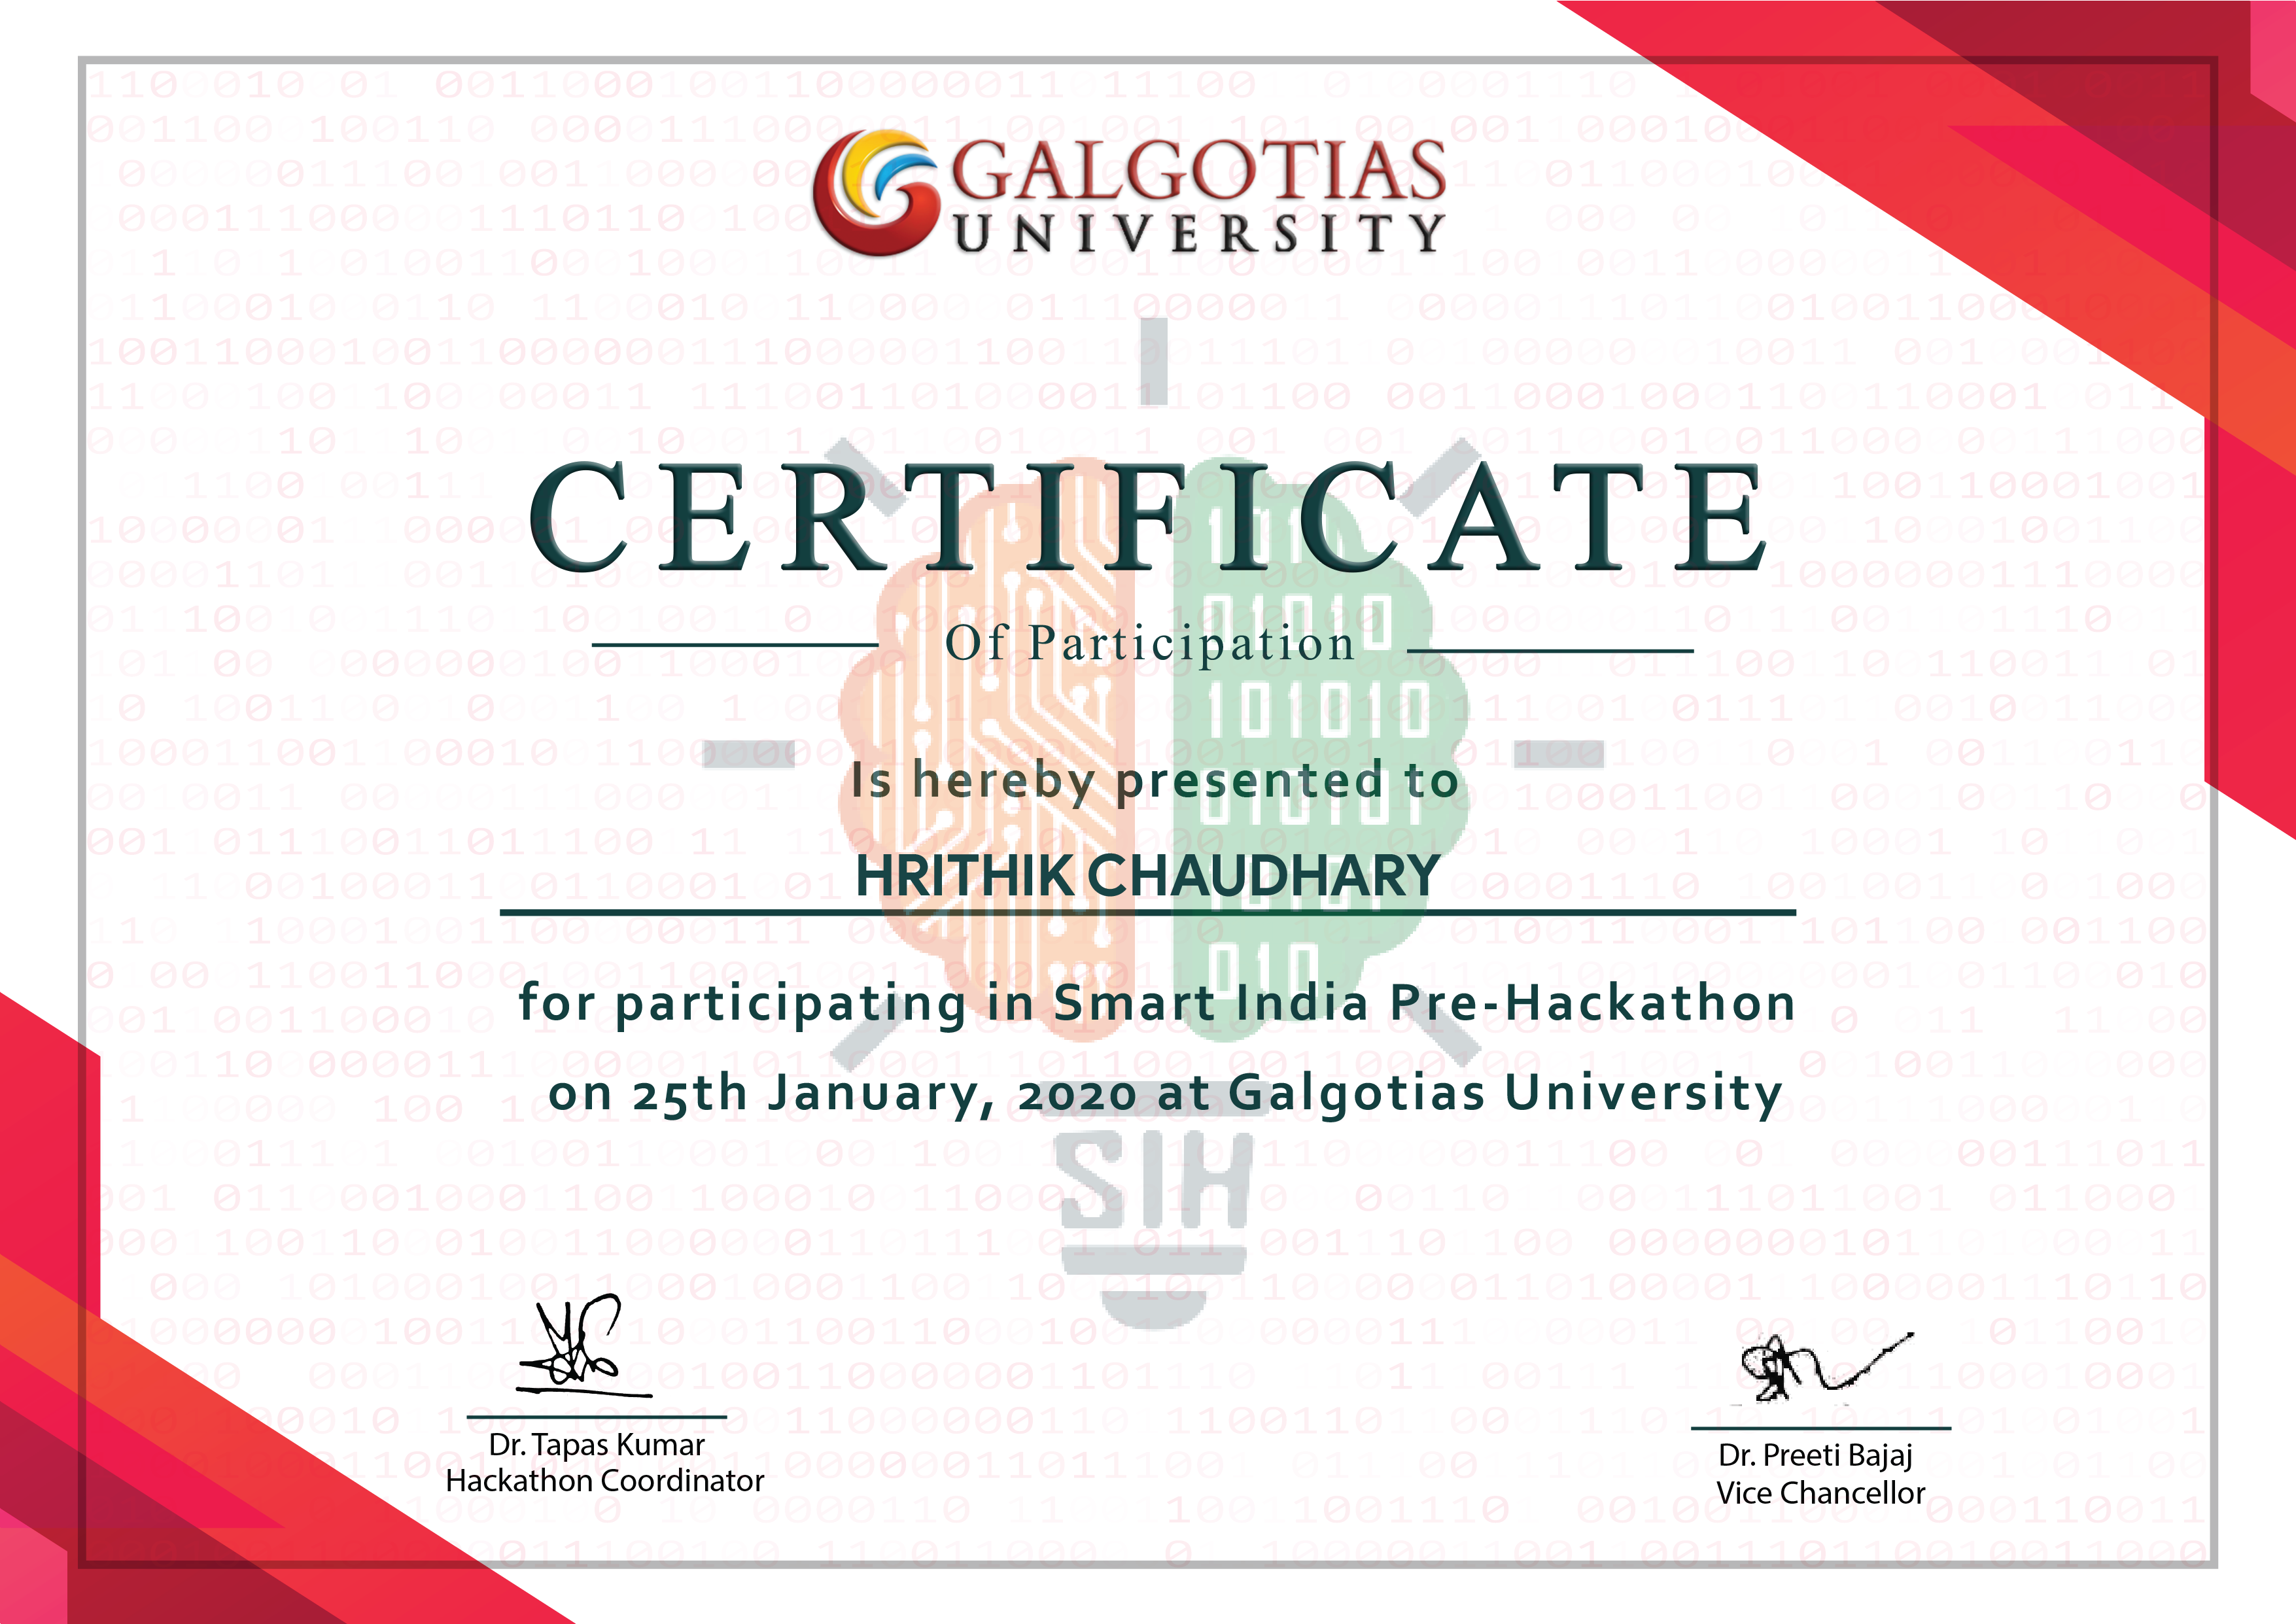 GALGOTIAS
UNIVERSITY
CERTIFICATE
Of Participation
Is hereby presented to
HRITHIK CHAUDHARY
for participating in Smart India Pre-Hackathon
on 25th January, 2020 at Galgotias University
SIH
Dr. Tapas Kumar
Hackathon Coordinator
Dr. Preeti Bajaj
Vice Chancellor